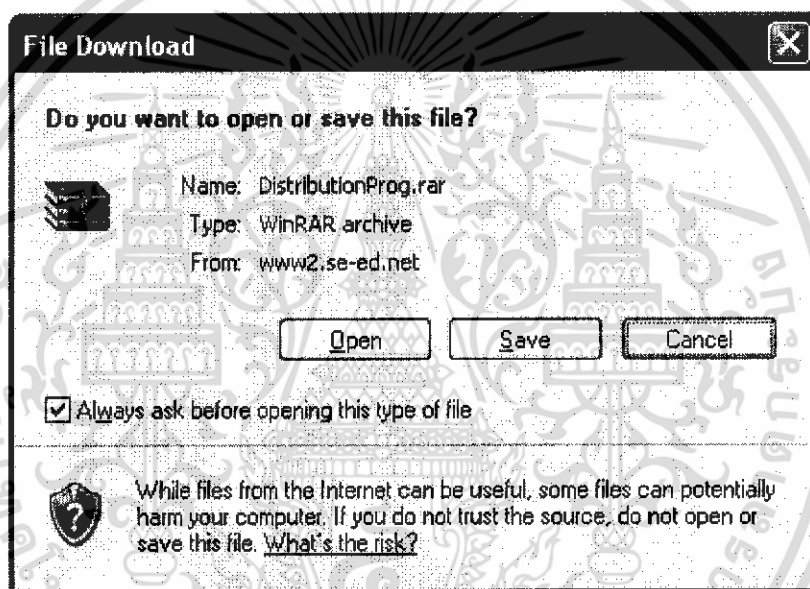 File Download
Do you want to open or save this file?
Name: DistributionProg.rar
Type: WinRAR archive
From: www2.se-ed.net
Open Save Cancel
Always ask before opening this type of file
While files from the Internet can be useful, some files can potentially
harm your computer. If you do not trust the source, do not open or
save this file. What's the risk?